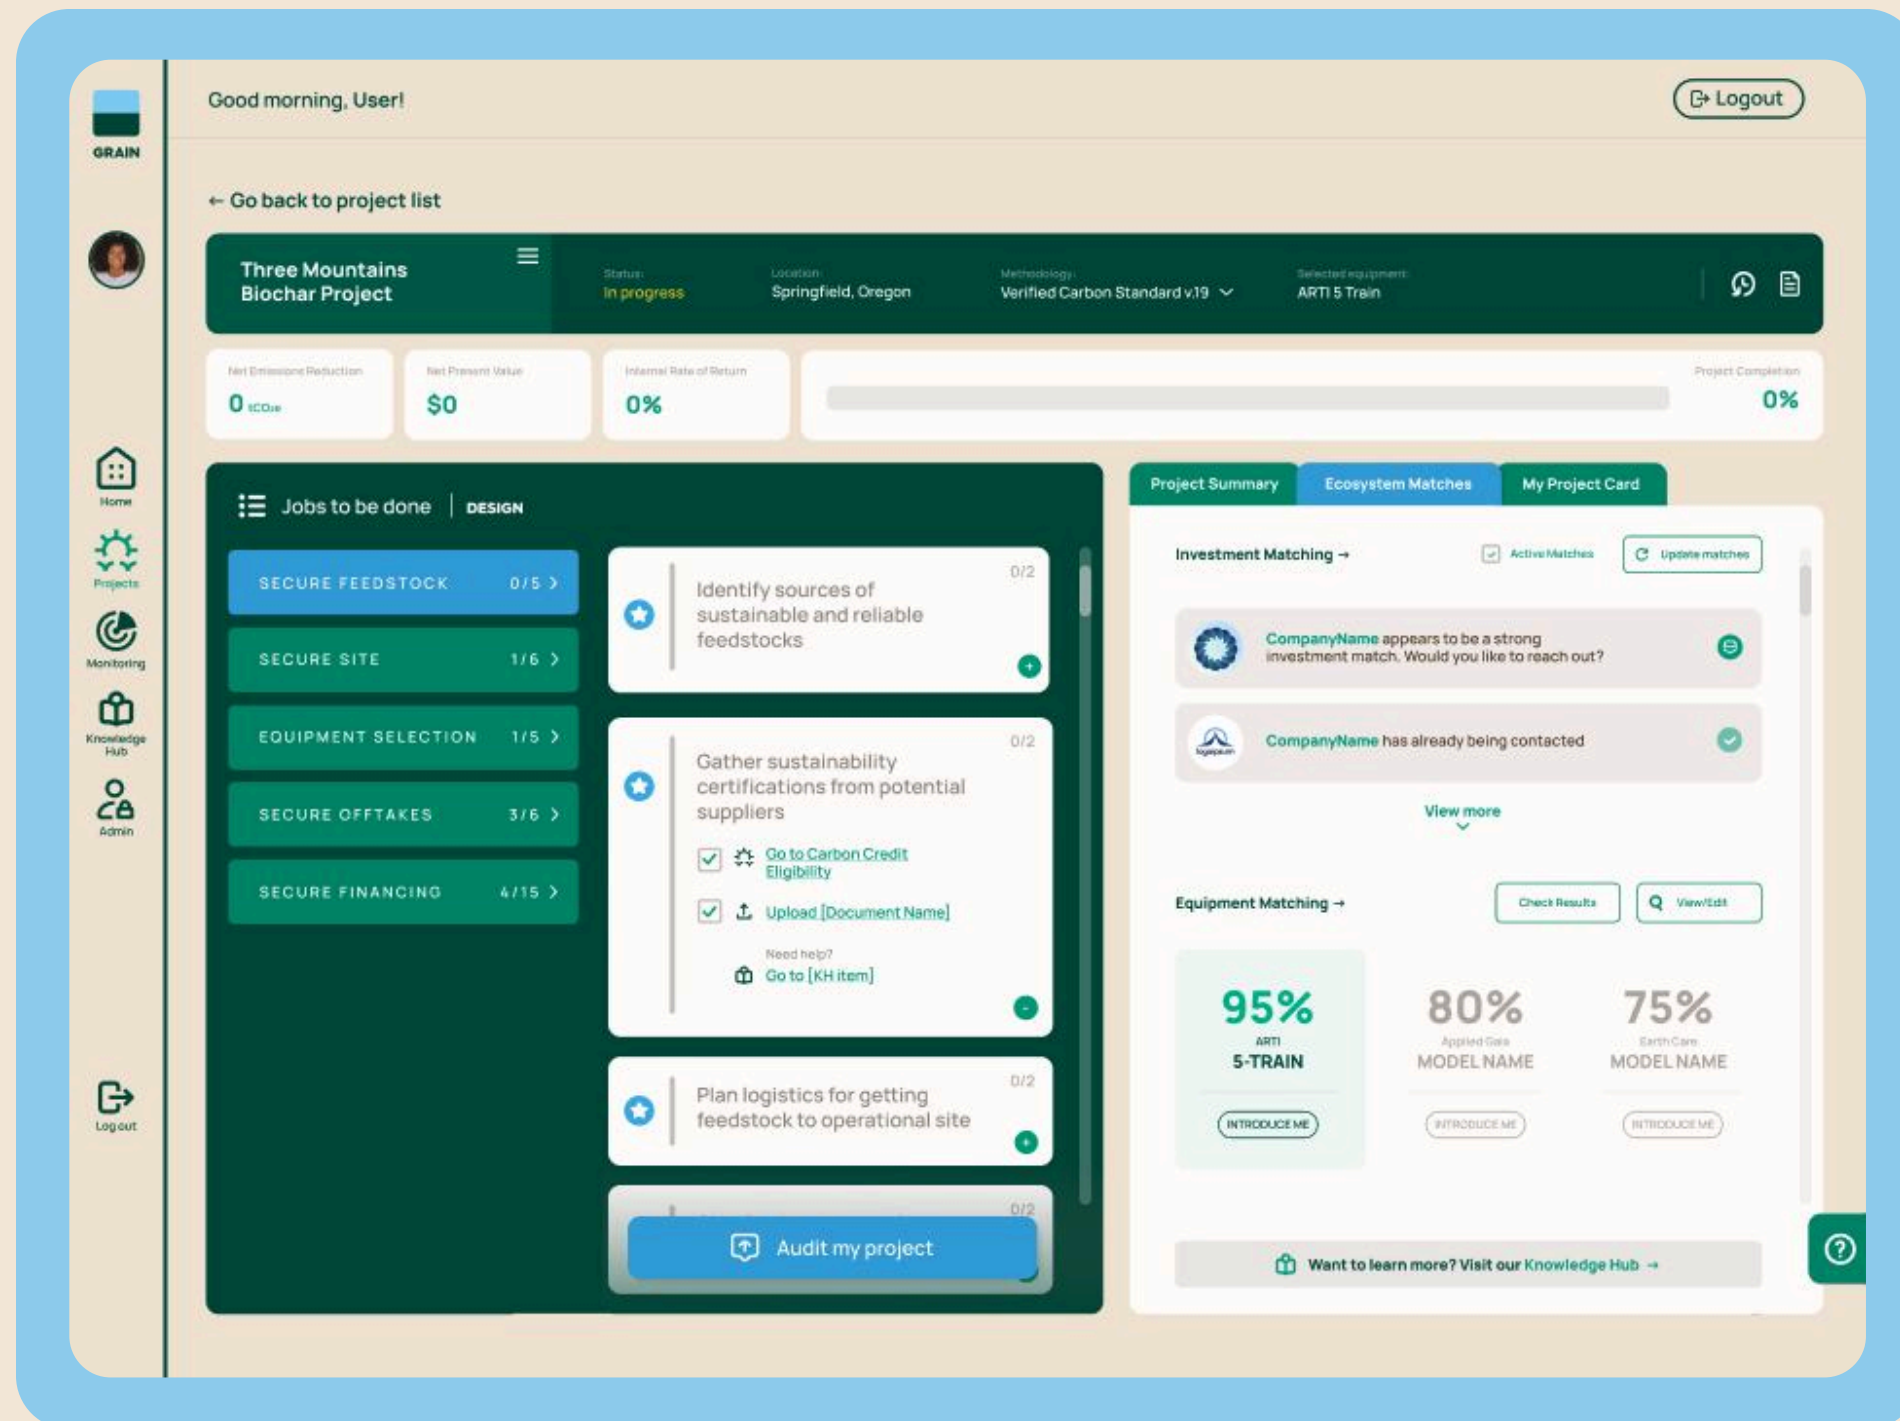 GRAIN
Good morning, User!
Logout
← Go back to project list
Three Mountains
Biochar Project
Status:
In progress
Location:
Springfield, Oregon
Methodology:
Verified Carbon Standard v.19
Selected equipment:
ARTI 5 Train
Net Emissions Reduction
0 tCO₂e
Net Present Value
$0
Internal Rate of Return
0%
Project Completion
0%
Home
Projects
Monitoring
Knowledge
Hub
Admin
Log out
Jobs to be done | DESIGN
SECURE FEEDSTOCK 0/5 >
SECURE SITE 1/6 >
EQUIPMENT SELECTION 1/5 >
SECURE OFFTAKES 3/6 >
SECURE FINANCING 4/15 >
0/2
Identify sources of
sustainable and reliable
feedstocks
0/2
Gather sustainability
certifications from potential
suppliers
Go to Carbon Credit
Eligibility
Upload [Document Name]
Need help?
Go to [KH item]
0/2
Plan logistics for getting
feedstock to operational site
0/2
Audit my project
Project Summary
Ecosystem Matches
My Project Card
Investment Matching →
Active Matches
Update matches
CompanyName appears to be a strong
investment match. Would you like to reach out?
logoipsum
CompanyName has already being contacted
View more
Equipment Matching →
Check Results
View/Edit
95%
ARTI
5-TRAIN
INTRODUCE ME
80%
Applied Gaia
MODEL NAME
INTRODUCE ME
75%
Earth Care
MODEL NAME
INTRODUCE ME
Want to learn more? Visit our Knowledge Hub →